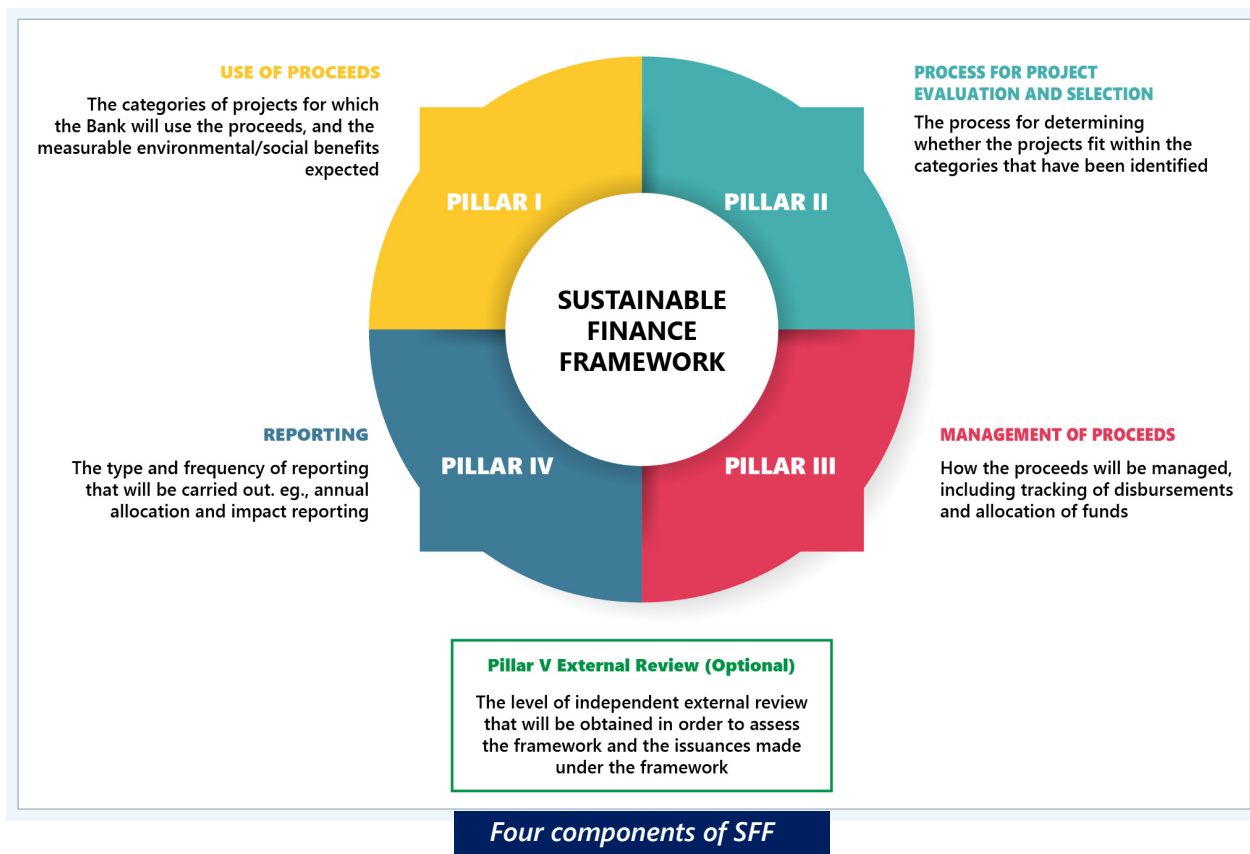 USE OF PROCEEDS
The categories of projects for which
the Bank will use the proceeds, and the
measurable environmental/social benefits
expected
PROCESS FOR PROJECT
EVALUATION AND SELECTION
The process for determining
whether the projects fit within the
categories that have been identified
PILLAR I
PILLAR II
SUSTAINABLE
FINANCE
FRAMEWORK
REPORTING
The type and frequency of reporting
that will be carried out. eg., annual
allocation and impact reporting
MANAGEMENT OF PROCEEDS
How the proceeds will be managed,
including tracking of disbursements
and allocation of funds
PILLAR IV
PILLAR III
Pillar V External Review (Optional)
The level of independent external review
that will be obtained in order to assess
the framework and the issuances made
under the framework
Four components of SFF